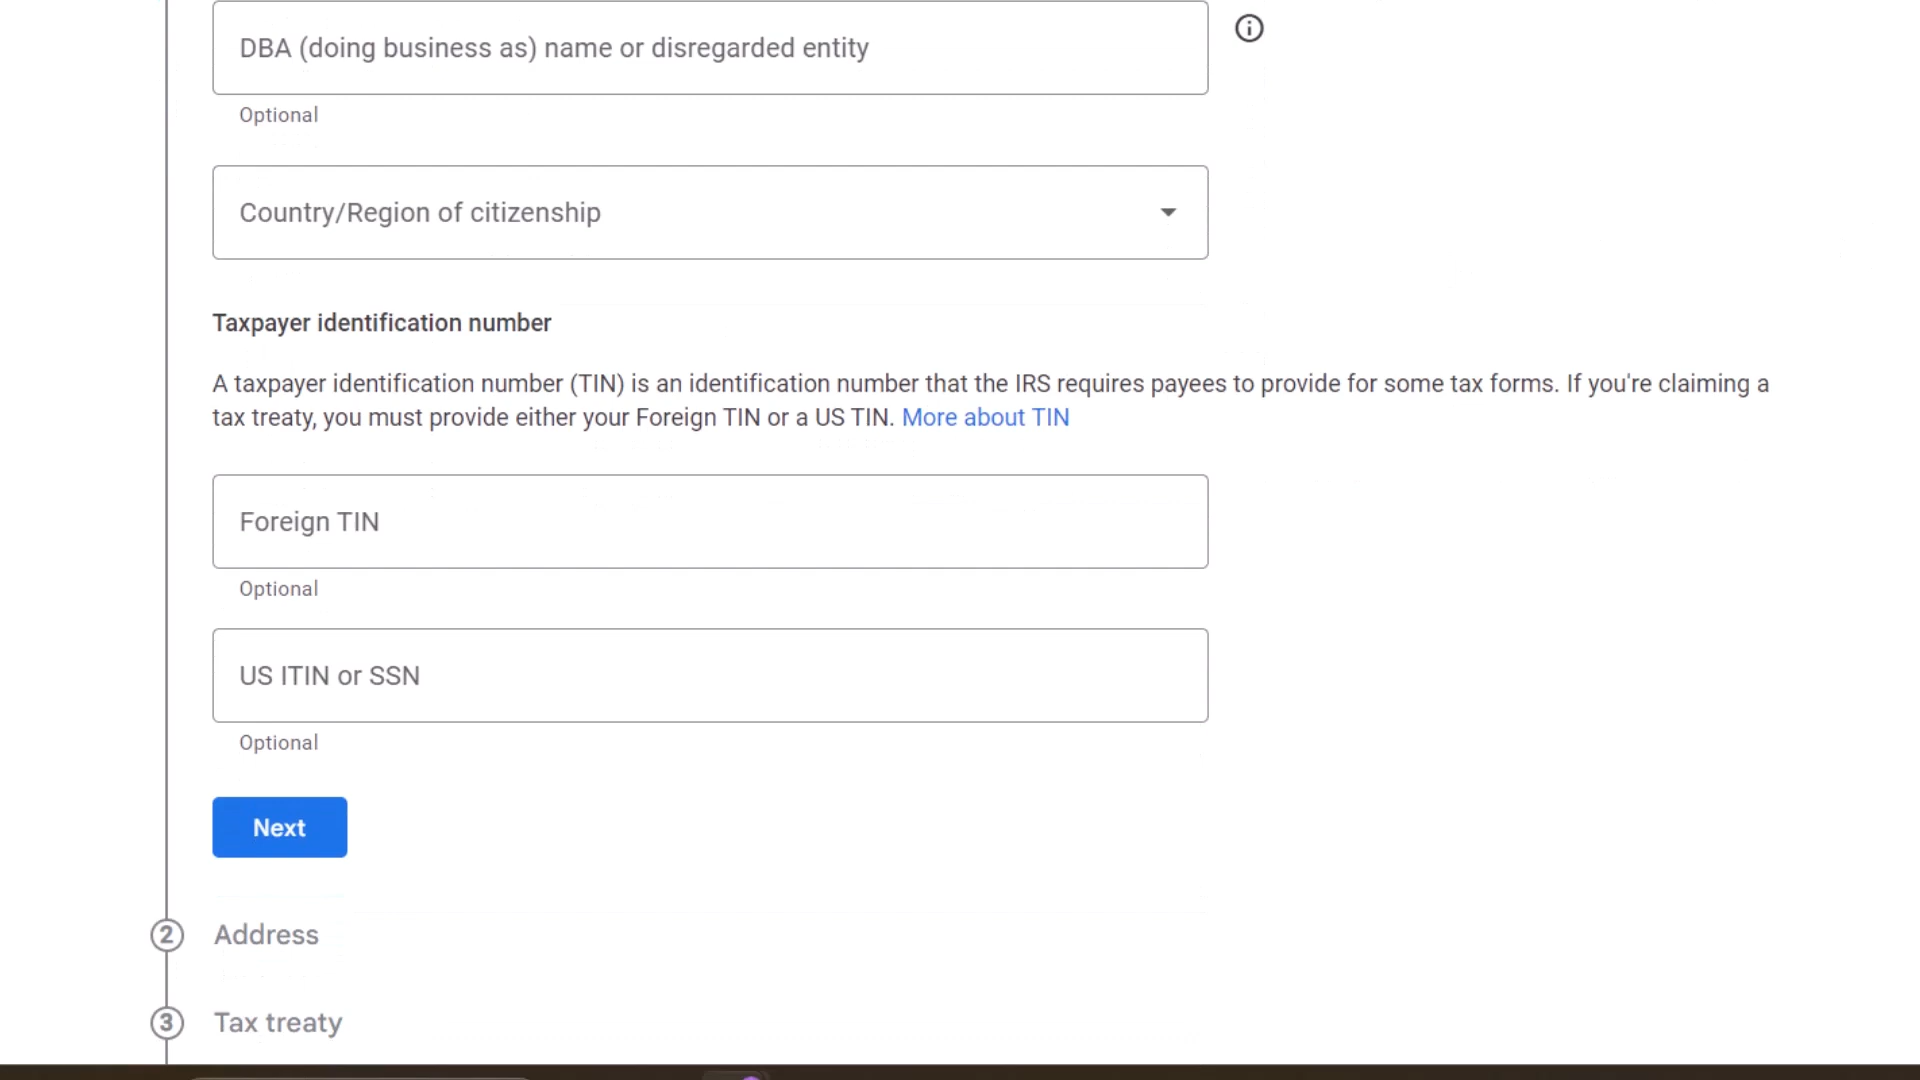 DBA (doing business as) name or disregarded entity
Optional
Country/Region of citizenship
Taxpayer identification number
A taxpayer identification number (TIN) is an identification number that the IRS requires payees to provide for some tax forms. If you're claiming a
tax treaty, you must provide either your Foreign TIN or a US TIN. More about TIN
Foreign TIN
Optional
US ITIN or SSN
Optional
Next
2 Address
3 Tax treaty